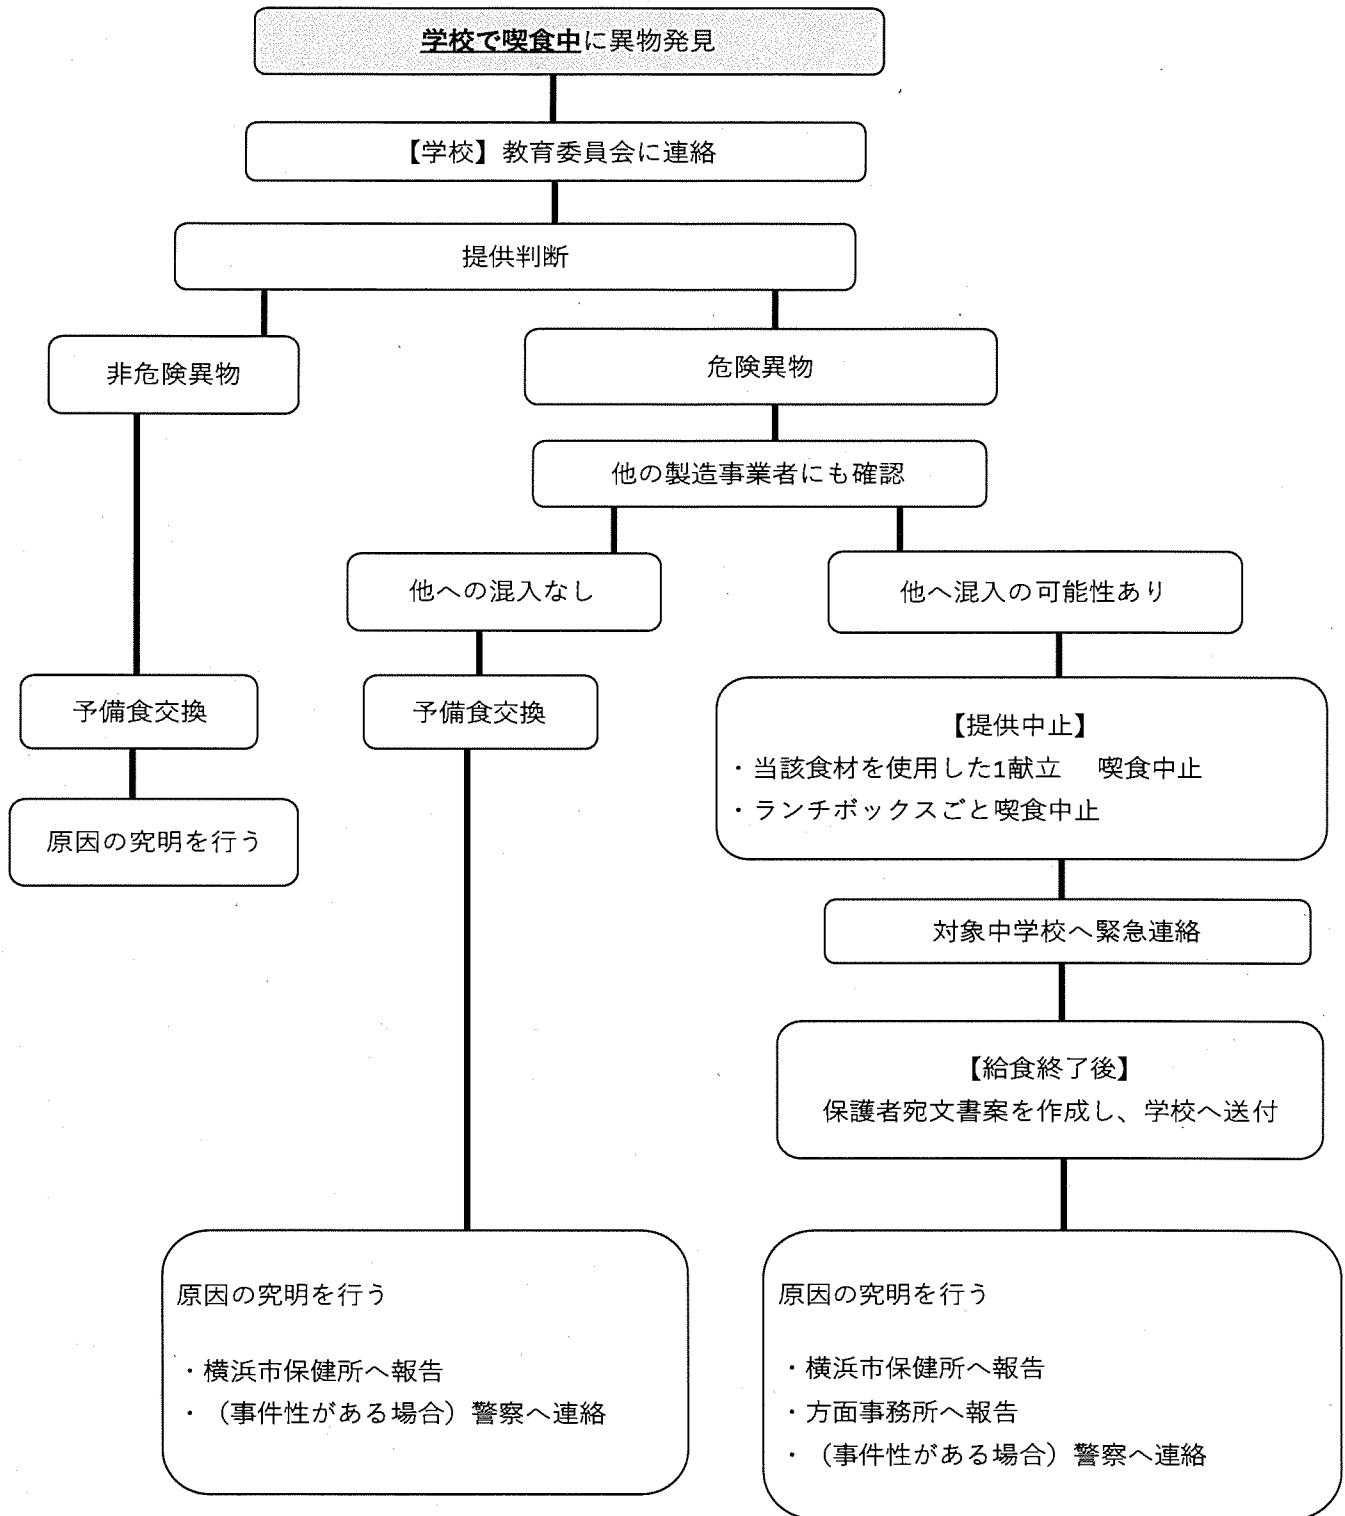 学校で喫食中に異物発見
【学校】教育委員会に連絡
提供判断
非危険異物
危険異物
他の製造事業者にも確認
他への混入なし
他へ混入の可能性あり
予備食交換
予備食交換
【提供中止】
・当該食材を使用した1献立　喫食中止
・ランチボックスごと喫食中止
原因の究明を行う
対象中学校へ緊急連絡
【給食終了後】
保護者宛文書案を作成し、学校へ送付
原因の究明を行う
・横浜市保健所へ報告
・（事件性がある場合）警察へ連絡
原因の究明を行う
・横浜市保健所へ報告
・方面事務所へ報告
・（事件性がある場合）警察へ連絡